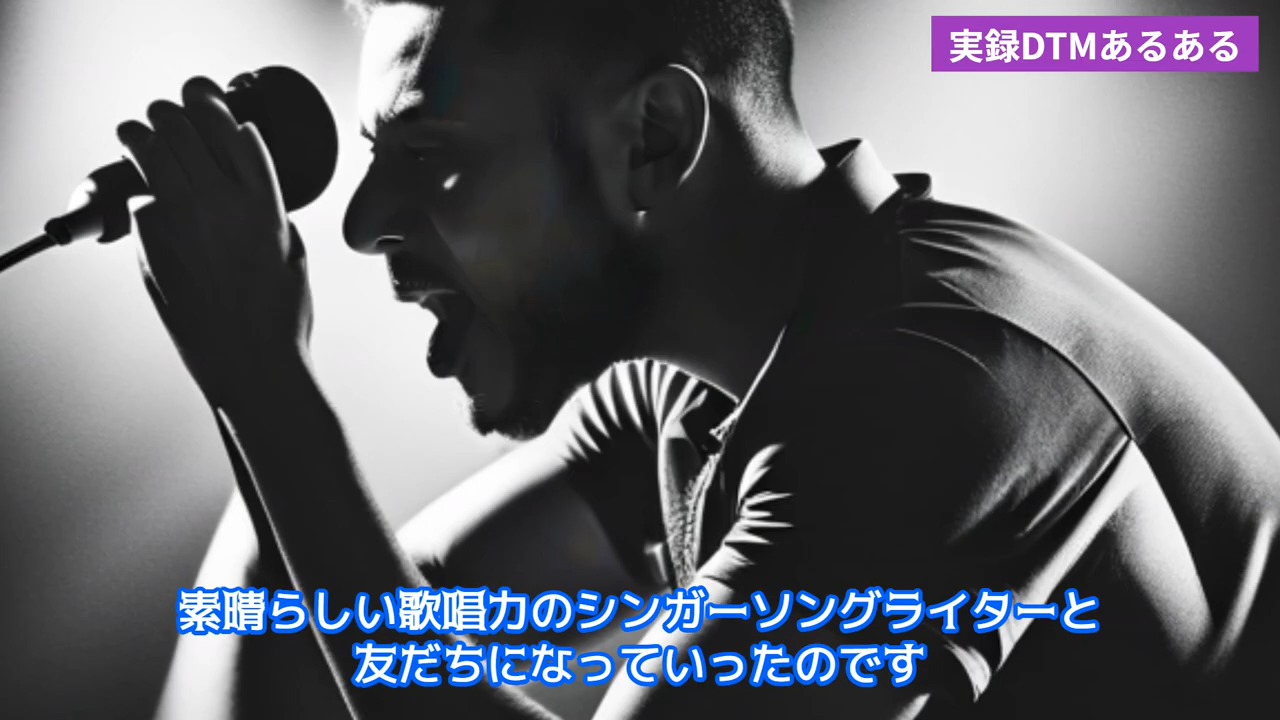 実録DTMあるある
素晴らしい歌唱力のシンガーソングライターと
友だちになっていったのです